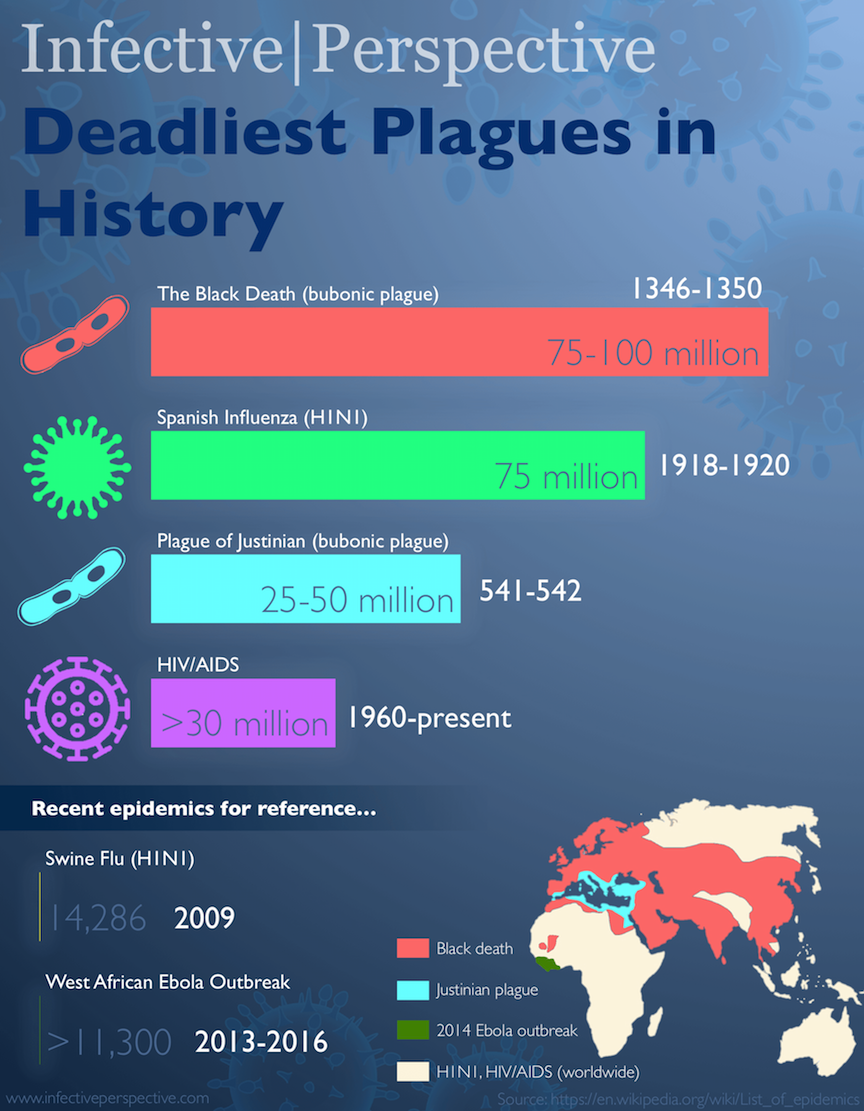 Infective|Perspective
Deadliest Plagues in
History
The Black Death (bubonic plague)
1346-1350
75-100 million
Spanish Influenza (H1N1)
75 million
1918-1920
Plague of Justinian (bubonic plague)
25-50 million
541-542
HIV/AIDS
>30 million
1960-present
Recent epidemics for reference...
Swine Flu (H1N1)
14,286
2009
West African Ebola Outbreak
>11,300
2013-2016
Black death
Justinian plague
2014 Ebola outbreak
H1N1, HIV/AIDS (worldwide)
www.infectiveperspective.com
Source: https://en.wikipedia.org/wiki/List_of_epidemics